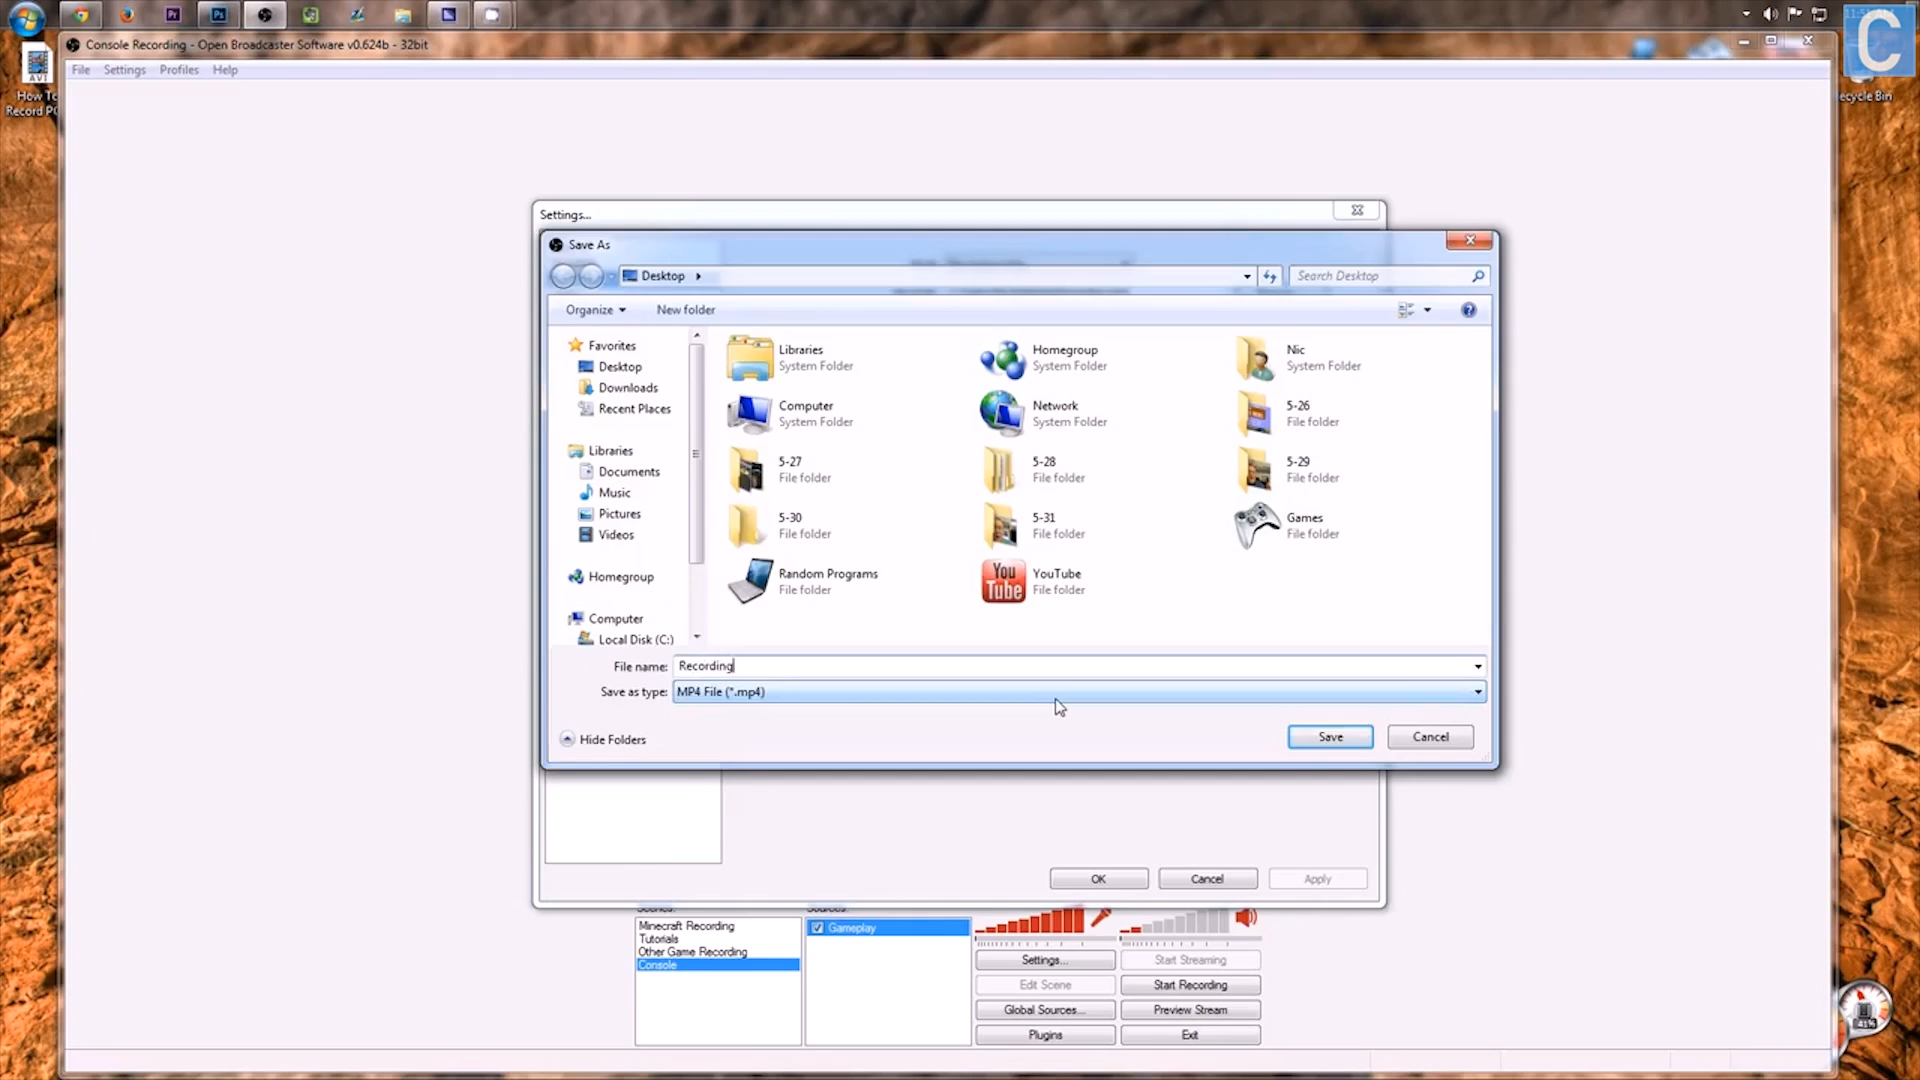 Console Recording - Open Broadcaster Software v0.624b - 32bit
C
AVI
File Settings Profiles Help
How To
Record PC
ecycle Bin
Settings...
Save As
Desktop
Search Desktop
Organize
New folder
Favorites
Desktop
Downloads
Recent Places
Libraries
Documents
Music
Pictures
Videos
Homegroup
Computer
Local Disk (C:)
Libraries
System Folder
Homegroup
System Folder
Nic
System Folder
Computer
System Folder
Network
System Folder
5-26
File folder
5-27
File folder
5-28
File folder
5-29
File folder
5-30
File folder
5-31
File folder
Games
File folder
Random Programs
File folder
You
Tube
YouTube
File folder
File name: Recording
Save as type: MP4 File (*.mp4)
Hide Folders
Save
Cancel
OK
Cancel
Apply
Scenes:
Sources:
Minecraft Recording
Tutorials
Other Game Recording
Console
Gameplay
Settings...
Start Streaming
Edit Scene
Start Recording
Global Sources...
Preview Stream
Plugins
Exit
41%